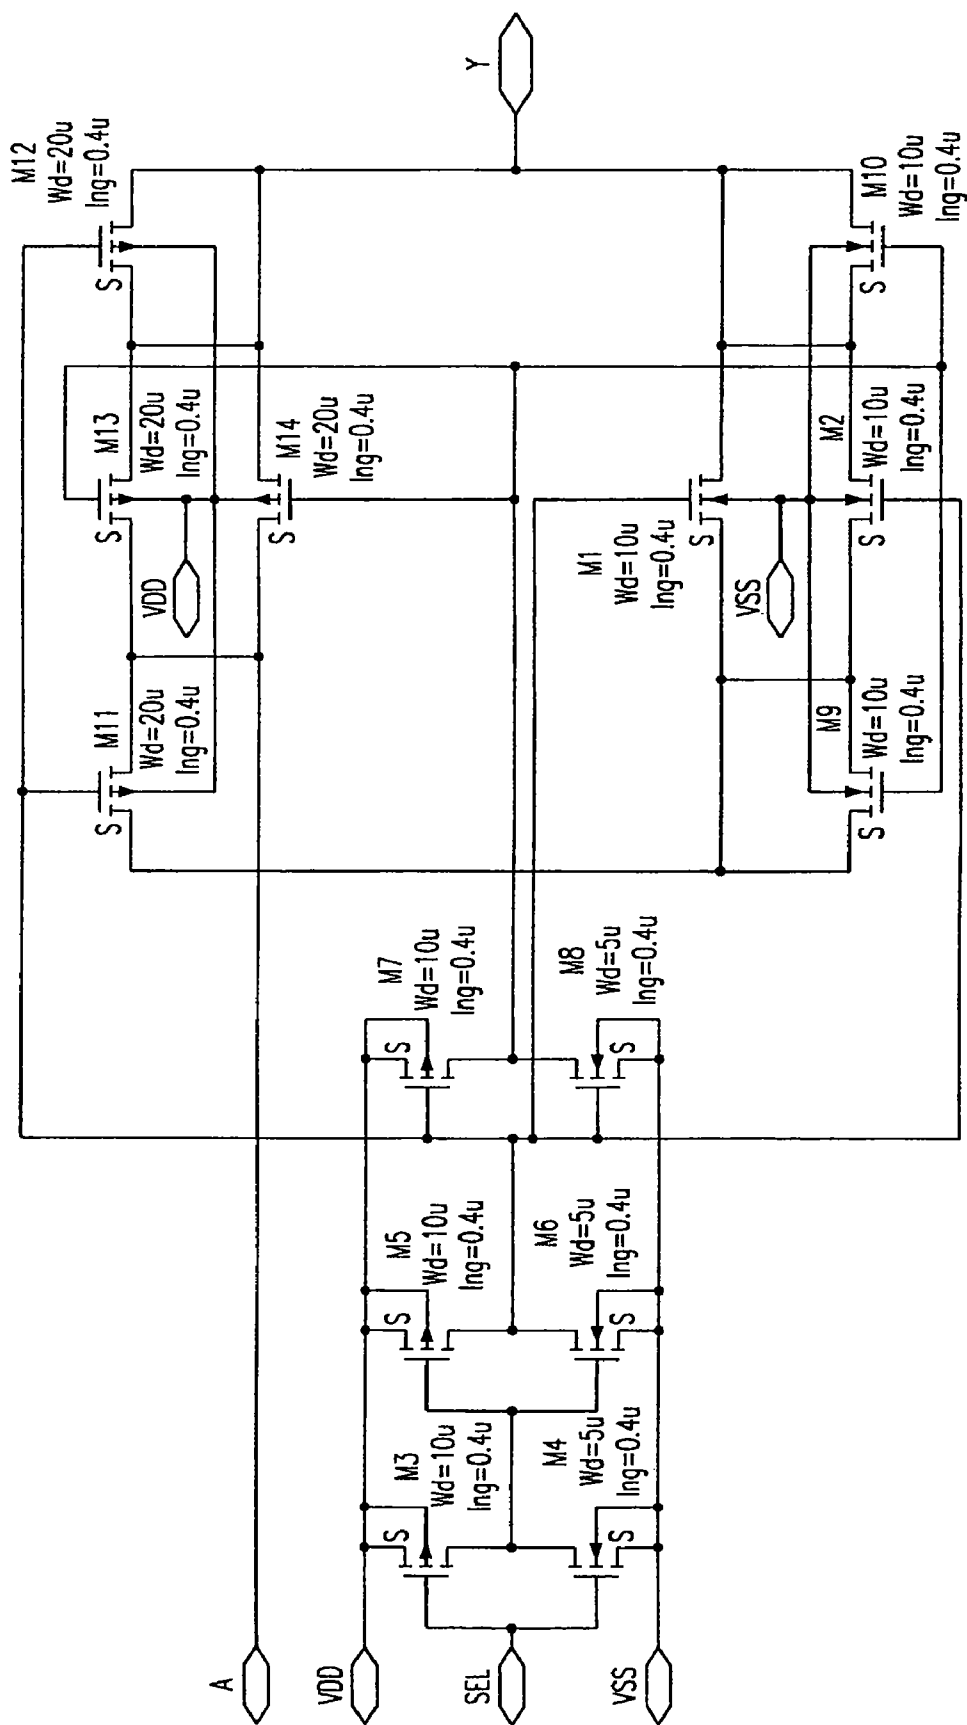 A
VDD
SEL
VSS
M3
Wd=10u
lng=0.4u
M4
Wd=5u
lng=0.4u
S
S
M5
Wd=10u
lng=0.4u
M6
Wd=5u
lng=0.4u
S
S
M7
Wd=10u
lng=0.4u
M8
Wd=5u
lng=0.4u
S
S
M11
Wd=20u
lng=0.4u
S
M9
Wd=10u
lng=0.4u
S
VDD
M13
Wd=20u
lng=0.4u
S
M14
Wd=20u
lng=0.4u
S
M1
Wd=10u
lng=0.4u
S
VSS
M2
Wd=10u
lng=0.4u
S
M12
Wd=20u
lng=0.4u
S
M10
Wd=10u
lng=0.4u
S
Y